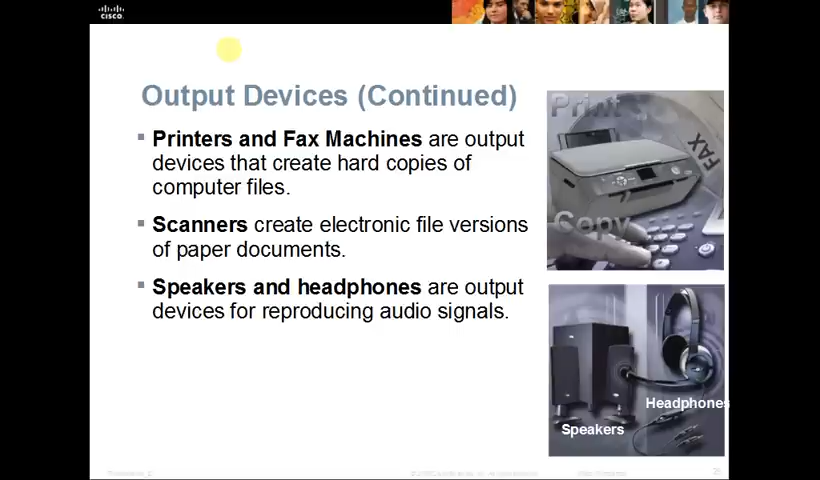 CISCO
Output Devices (Continued)
Printers and Fax Machines are output
devices that create hard copies of
computer files.
Scanners create electronic file versions
of paper documents.
Speakers and headphones are output
devices for reproducing audio signals.
Print
FAX
Copy
Headphones
Speakers